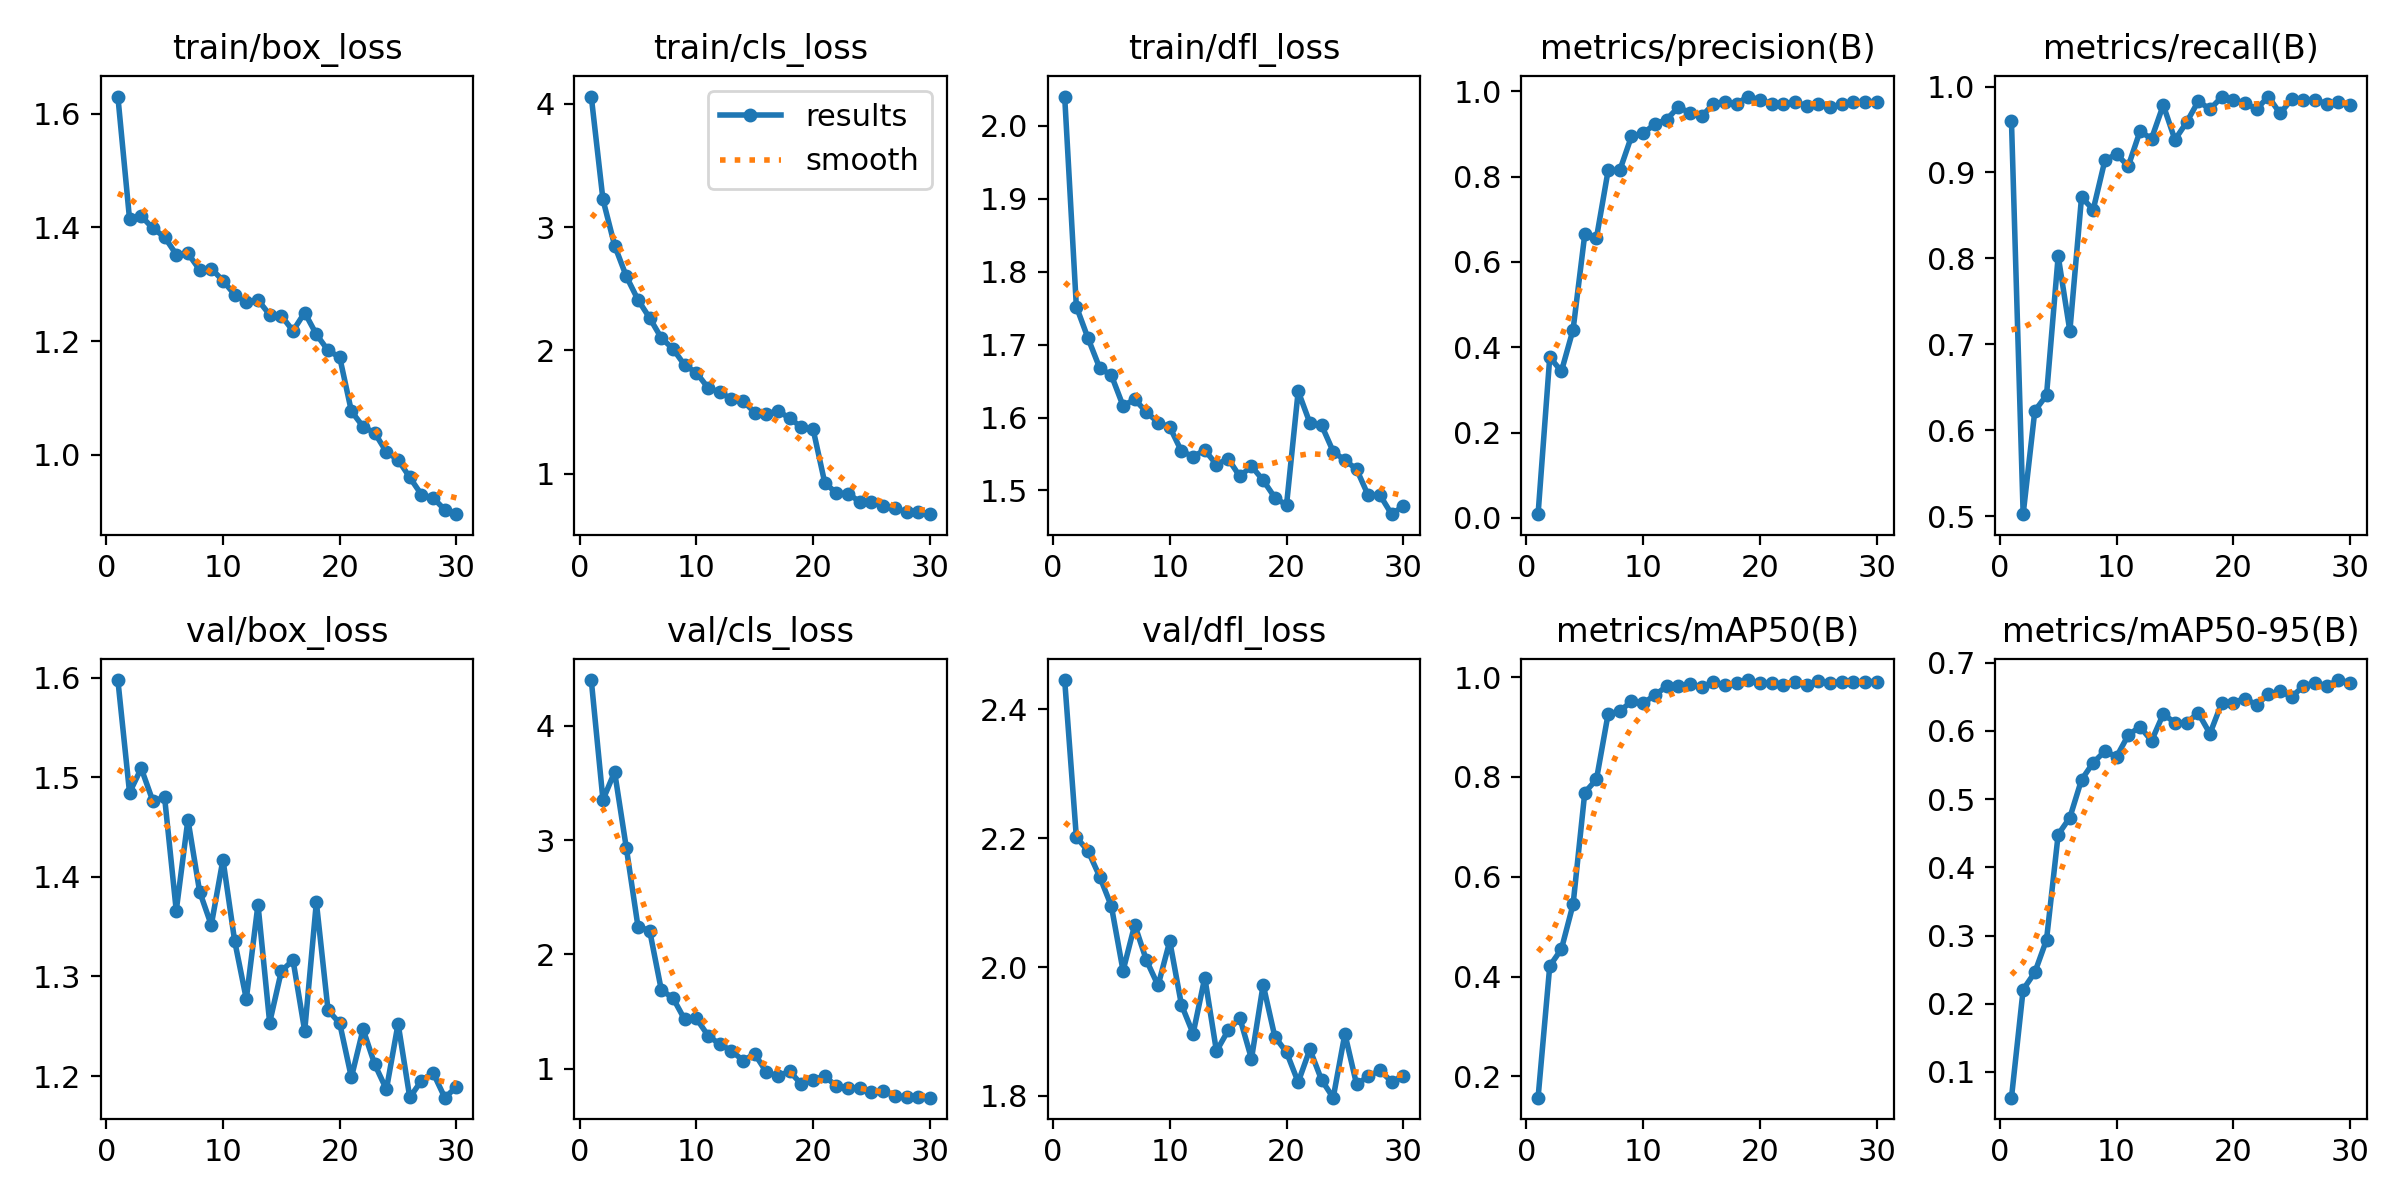 train/box_loss
1.6
1.4
1.2
1.0
0 10 20 30
train/cls_loss
results
smooth
4
3
2
1
0 10 20 30
train/dfl_loss
2.0
1.9
1.8
1.7
1.6
1.5
0 10 20 30
metrics/precision(B)
1.0
0.8
0.6
0.4
0.2
0.0
0 10 20 30
metrics/recall(B)
1.0
0.9
0.8
0.7
0.6
0.5
0 10 20 30
val/box_loss
1.6
1.5
1.4
1.3
1.2
0 10 20 30
val/cls_loss
4
3
2
1
0 10 20 30
val/dfl_loss
2.4
2.2
2.0
1.8
0 10 20 30
metrics/mAP50(B)
1.0
0.8
0.6
0.4
0.2
0 10 20 30
metrics/mAP50-95(B)
0.7
0.6
0.5
0.4
0.3
0.2
0.1
0 10 20 30